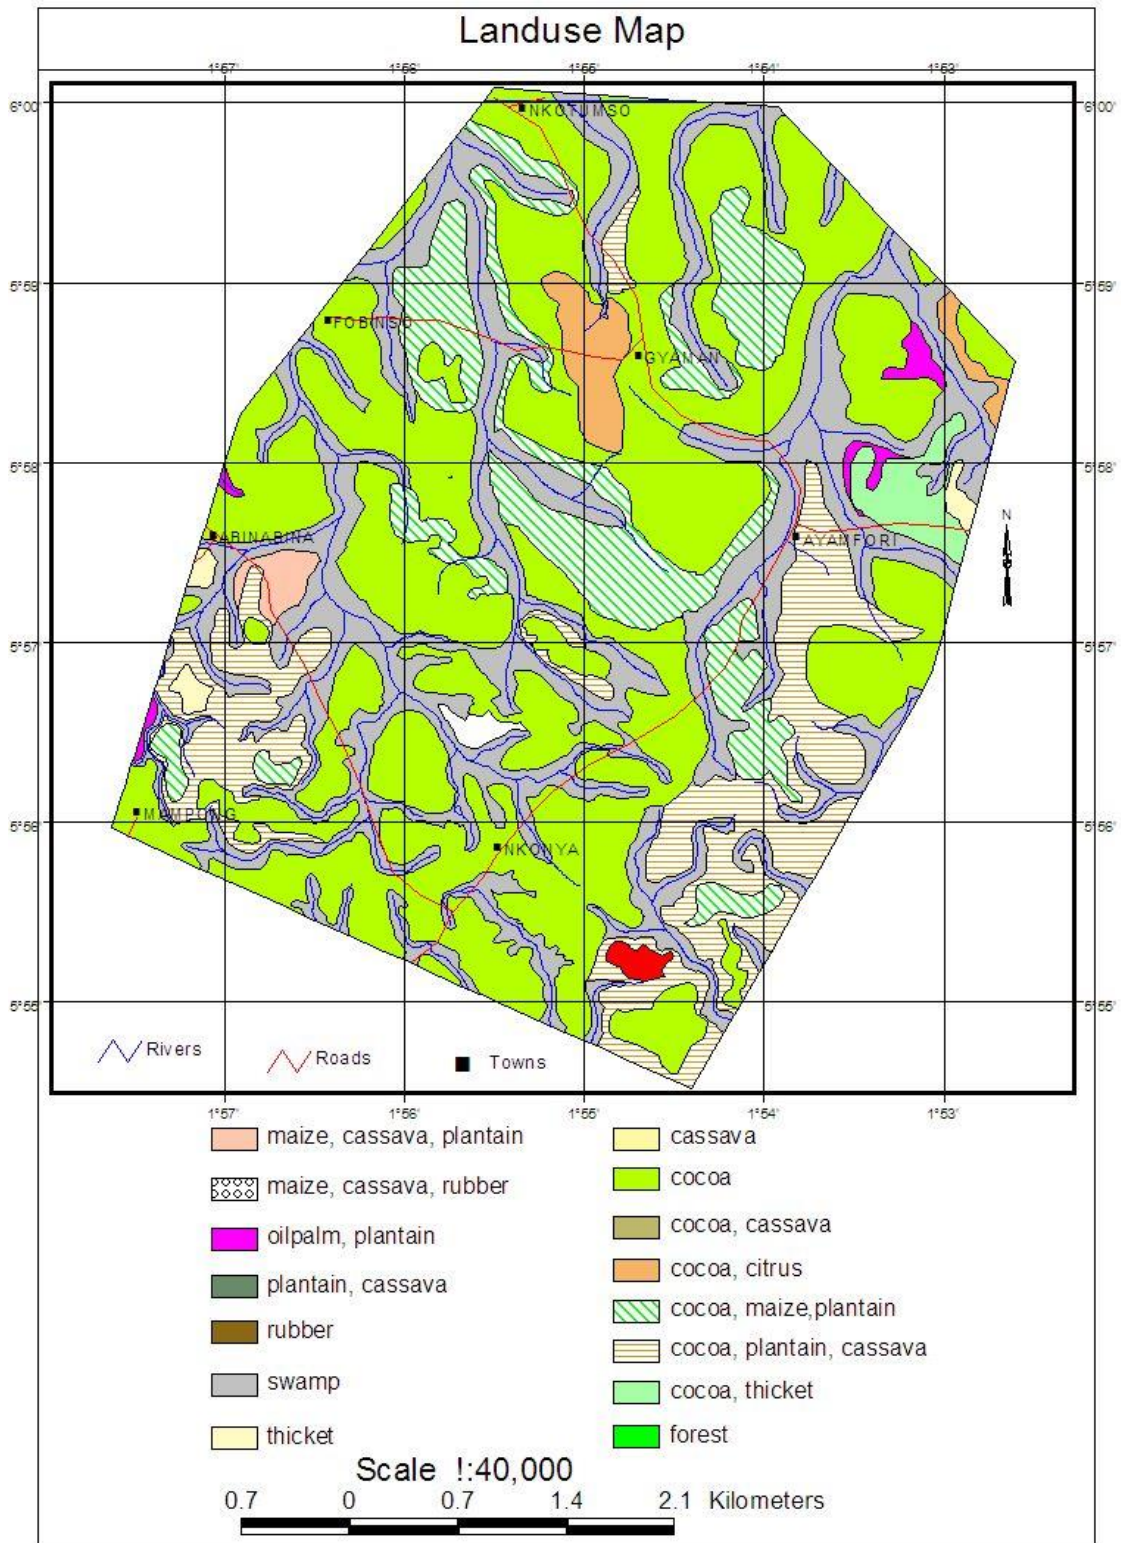 Landuse Map
1°57' 1°56' 1°55' 1°54' 1°53'
6°00' 6°00'
NKOTUMSO
5°59' 5°59'
FOBINSO
GYAMAN
5°58' 5°58'
N
ABINABINA
AYAMFORI
5°57' 5°57'
MAMPONG
5°56' 5°56'
NKONYA
5°55' 5°55'
Rivers Roads Towns
1°57' 1°56' 1°55' 1°54' 1°53'
maize, cassava, plantain
maize, cassava, rubber
oilpalm, plantain
plantain, cassava
rubber
swamp
thicket
cassava
cocoa
cocoa, cassava
cocoa, citrus
cocoa, maize,plantain
cocoa, plantain, cassava
cocoa, thicket
forest
Scale !:40,000
0.7 0 0.7 1.4 2.1 Kilometers